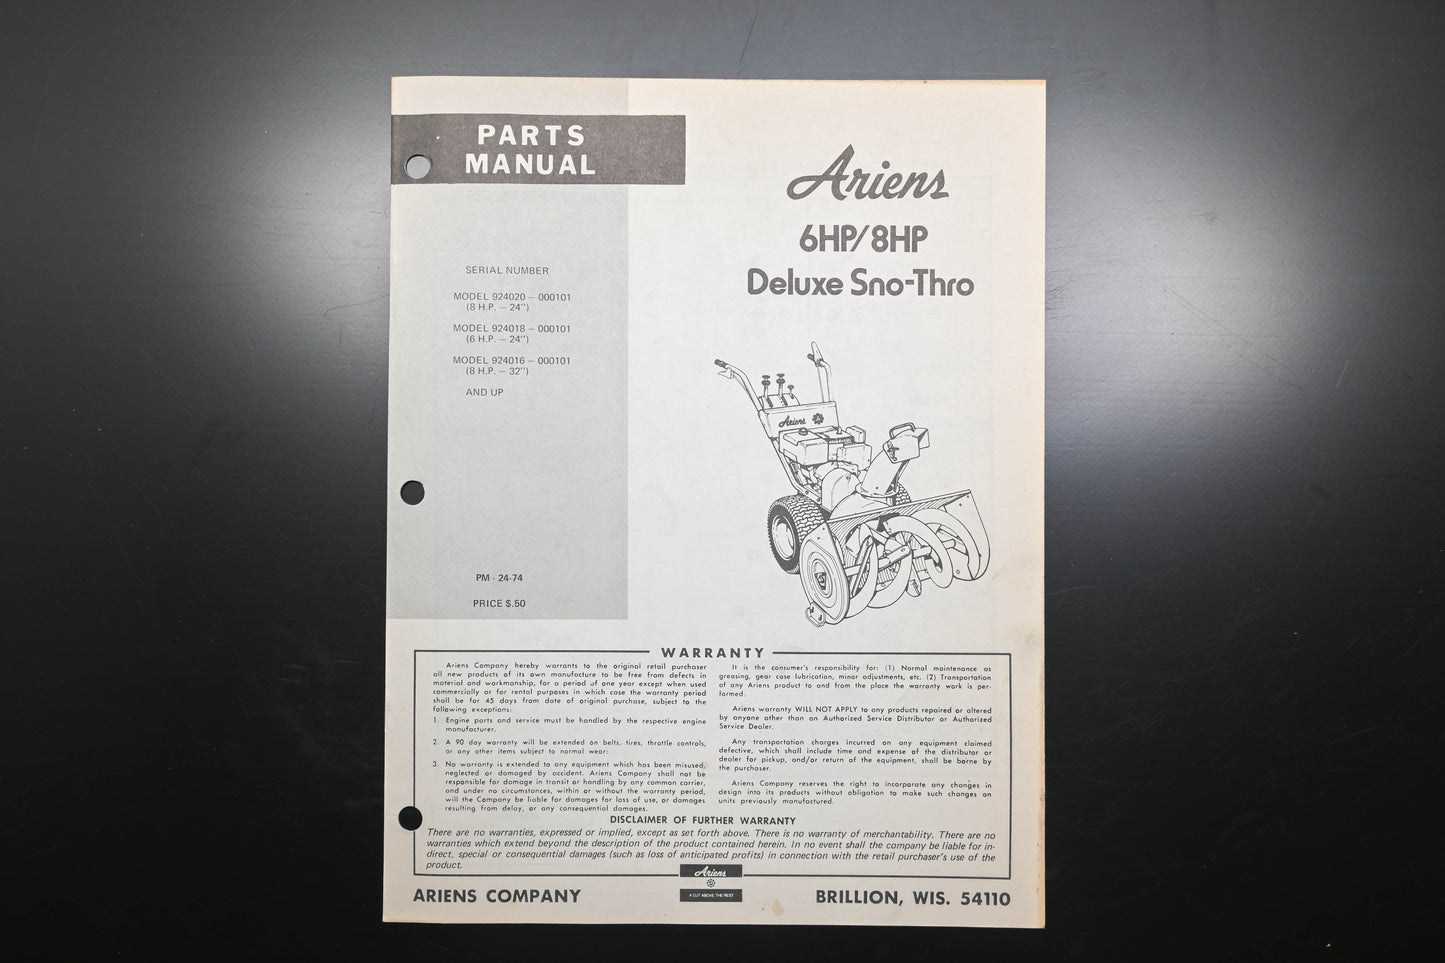 PARTS
MANUAL
SERIAL NUMBER
MODEL 924020 – 000101
(8 H.P. – 24")
MODEL 924018 – 000101
(6 H.P. – 24")
MODEL 924016 – 000101
(8 H.P. – 32")
AND UP
PM - 24-74
PRICE $.50
Ariens
6HP/8HP
Deluxe Sno-Thro
Ariens
WARRANTY
Ariens Company hereby warrants to the original retail purchaser
all new products of its own manufacture to be free from defects in
material and workmanship, for a period of one year except when used
commercially or for rental purposes in which case the warranty period
shall be for 45 days from date of original purchase, subject to the
following exceptions:
1. Engine parts and service must be handled by the respective engine
manufacturer.
2. A 90 day warranty will be extended on belts, tires, throttle controls,
or any other items subject to normal wear:
3. No warranty is extended to any equipment which has been misused,
neglected or damaged by accident. Ariens Company shall not be
responsible for damage in transit or handling by any common carrier,
and under no circumstances, within or without the warranty period,
will the Company be liable for damages for loss of use, or damages
resulting from delay, or any consequential damages.
It is the consumer's responsibility for: (1) Normal maintenance as
greasing, gear case lubrication, minor adjustments, etc. (2) Transportation
of any Ariens product to and from the place the warranty work is per-
formed.
Ariens warranty WILL NOT APPLY to any products repaired or altered
by anyone other than an Authorized Service Distributor or Authorized
Service Dealer.
Any transportation charges incurred on any equipment claimed
defective, which shall include time and expense of the distributor or
dealer for pickup, and/or return of the equipment, shall be borne by
the purchaser.
Ariens Company reserves the right to incorporate any changes in
design into its products without obligation to make such changes on
units previously manufactured.
DISCLAIMER OF FURTHER WARRANTY
There are no warranties, expressed or implied, except as set forth above. There is no warranty of merchantability. There are no
warranties which extend beyond the description of the product contained herein. In no event shall the company be liable for in-
direct, special or consequential damages (such as loss of anticipated profits) in connection with the retail purchaser's use of the
product.
ARIENS COMPANY
Ariens
A CUT ABOVE THE REST
BRILLION, WIS. 54110